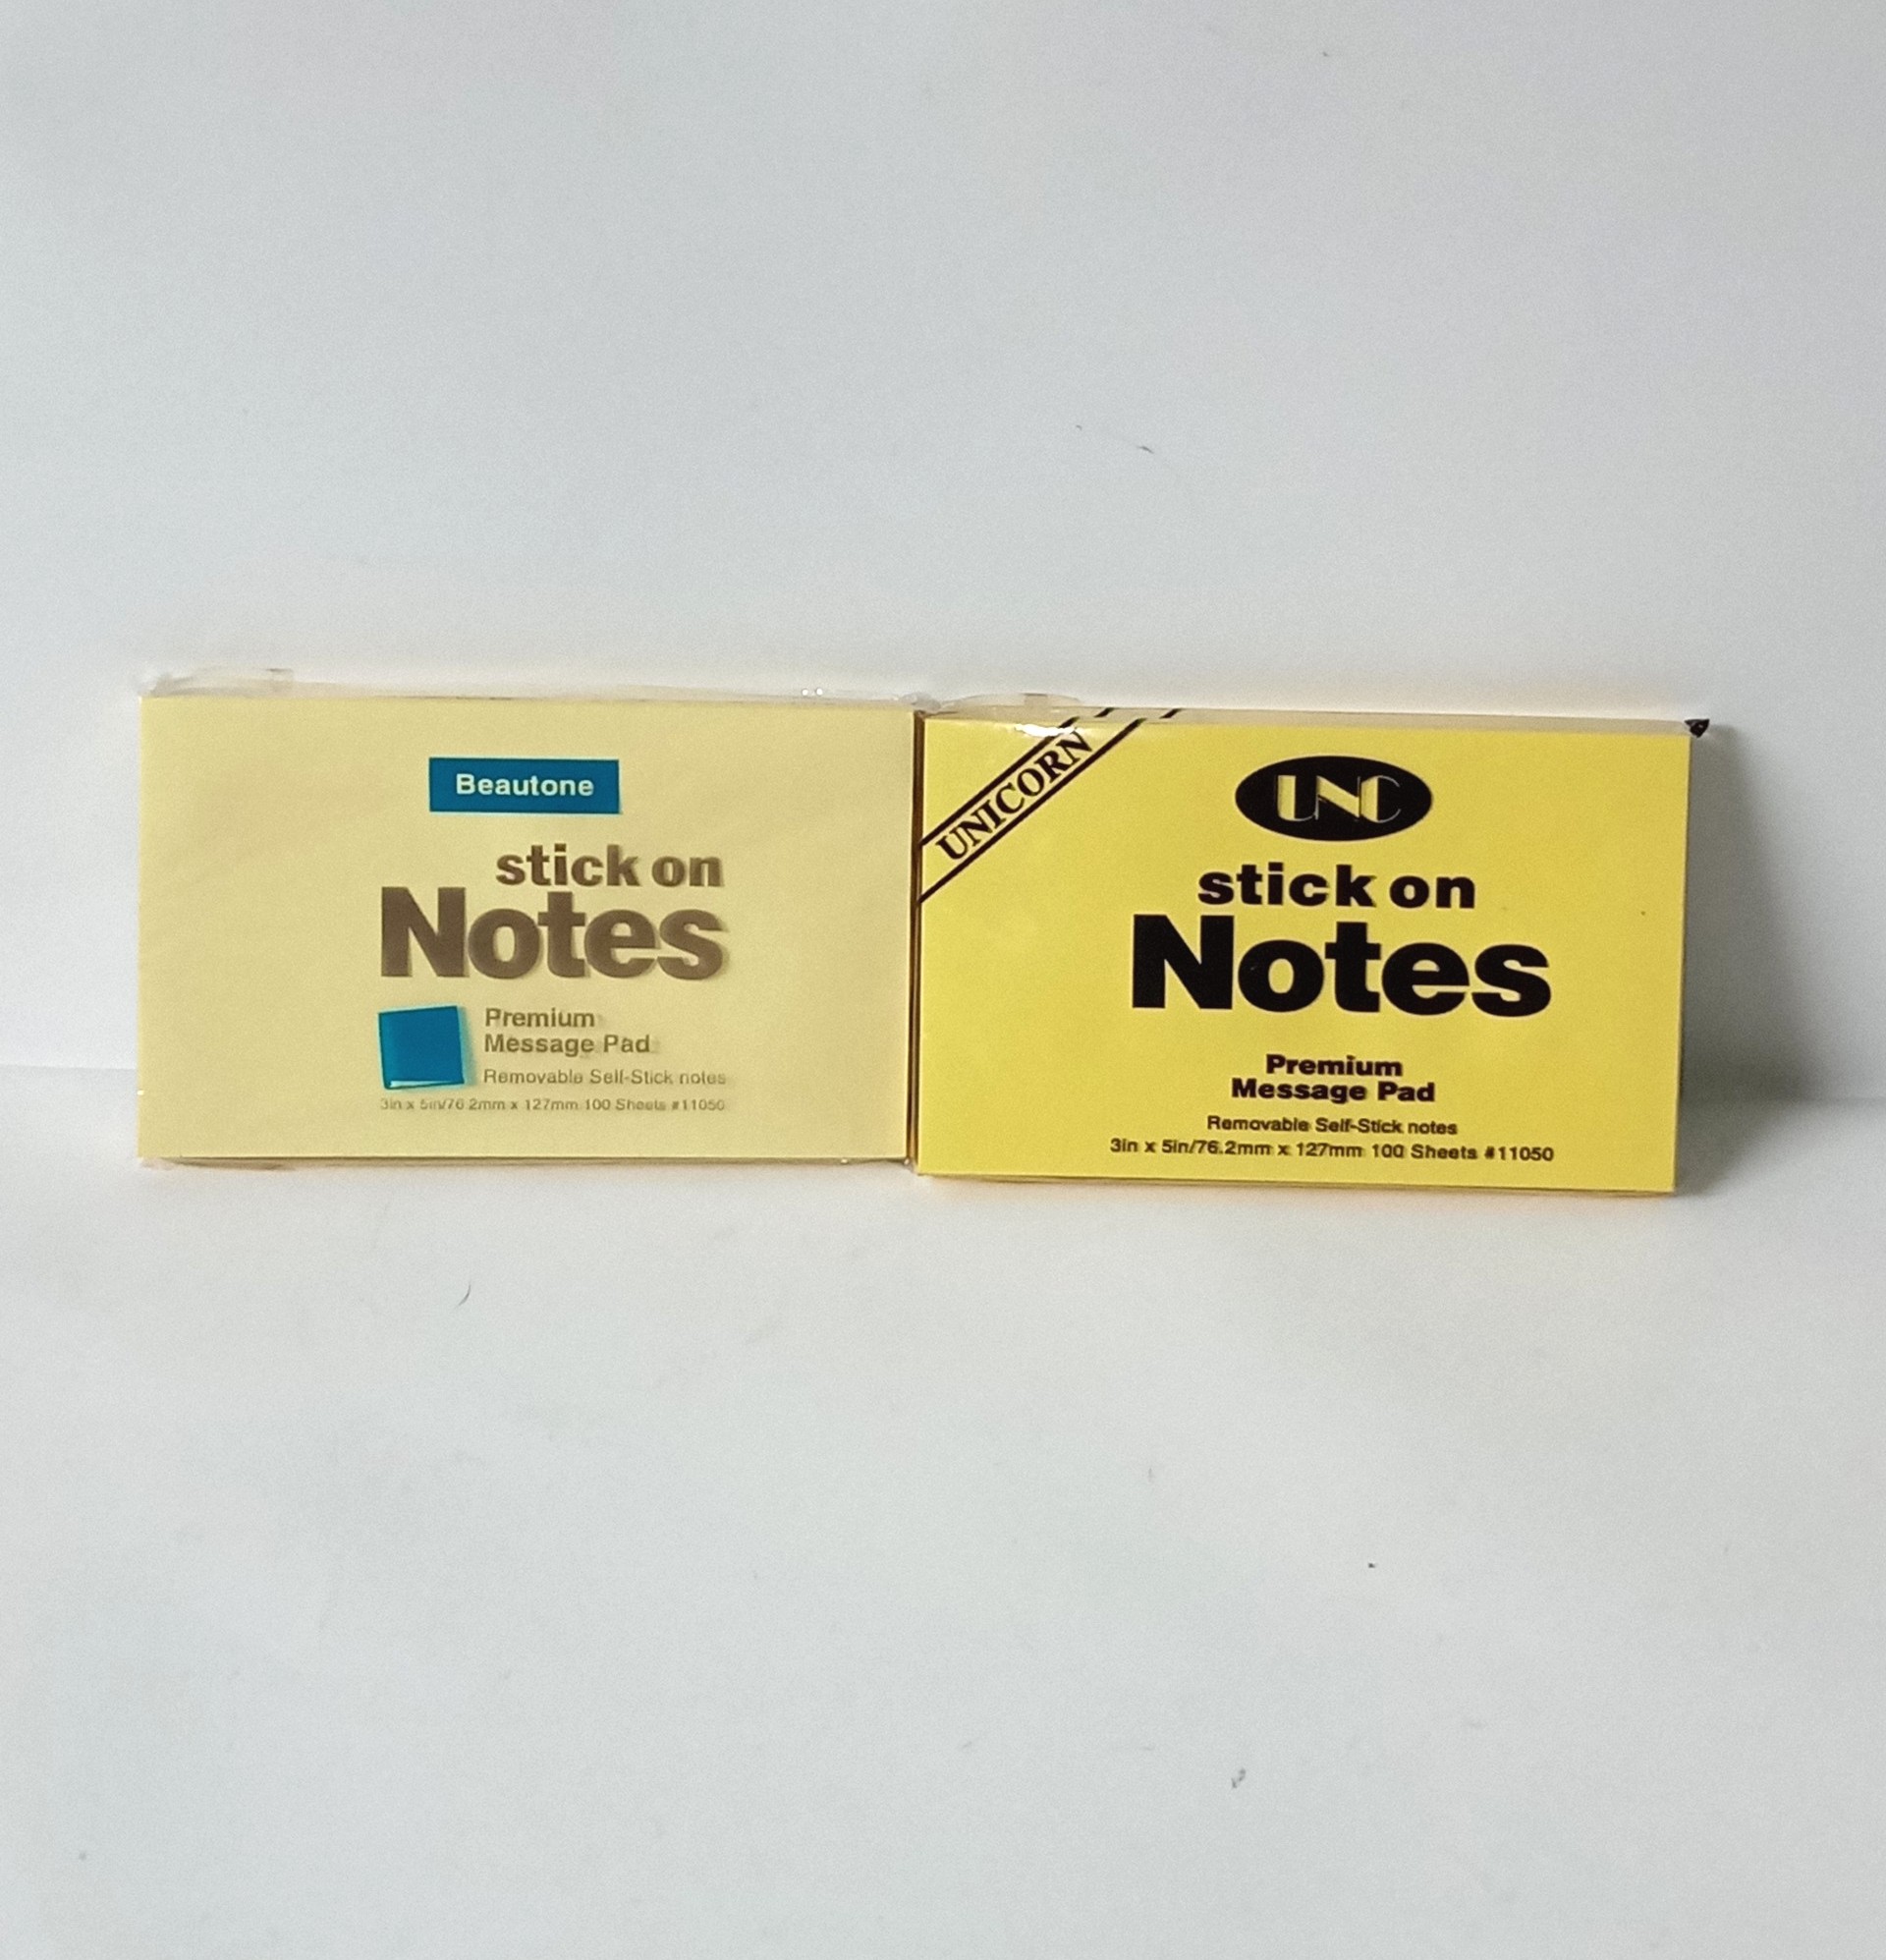 Beautone
stick on
Notes
Premium
Message Pad
Removable Self-Stick notes
3in x 5in/76.2mm x 127mm 100 Sheets #11050
UNICORN
UNC
stick on
Notes
Premium
Message Pad
Removable Self-Stick notes
3in x 5in/76.2mm x 127mm 100 Sheets #11050